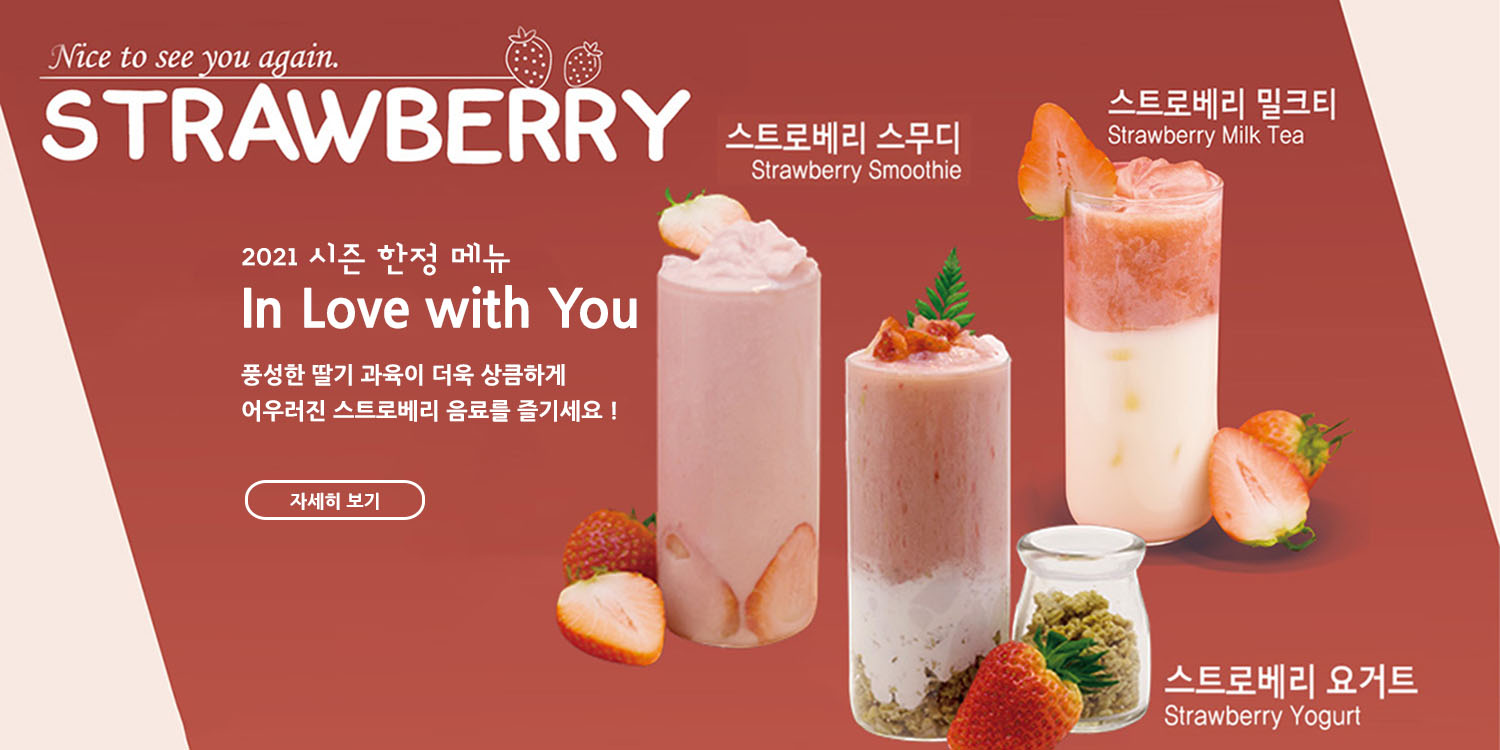 Nice to see you again.
STRAWBERRY
스트로베리 스무디
Strawberry Smoothie
스트로베리 밀크티
Strawberry Milk Tea
2021 시즌 한정 메뉴
In Love with You
풍성한 딸기 과육이 더욱 상큼하게
어우러진 스트로베리 음료를 즐기세요 !
자세히 보기
스트로베리 요거트
Strawberry Yogurt